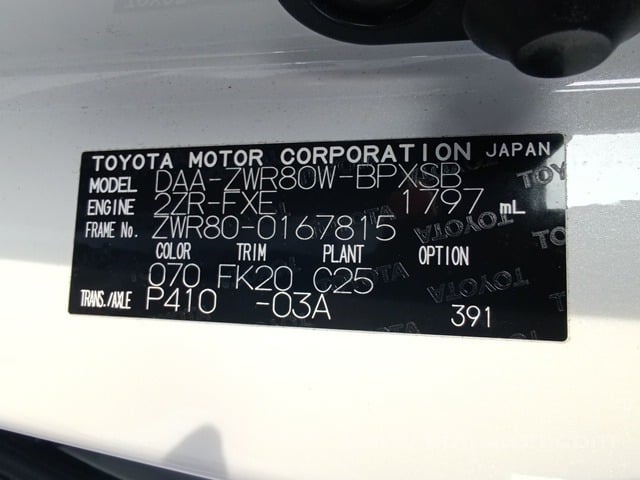 TOYOTA MOTOR CORPORATION JAPAN
MODEL DAA-ZWR80W-BPXSB
ENGINE 2ZR-FXE 1797 mL
FRAME No. ZWR80-0167815
COLOR TRIM PLANT OPTION
070 FK20 C25
TRANS./AXLE P410 -03A
391